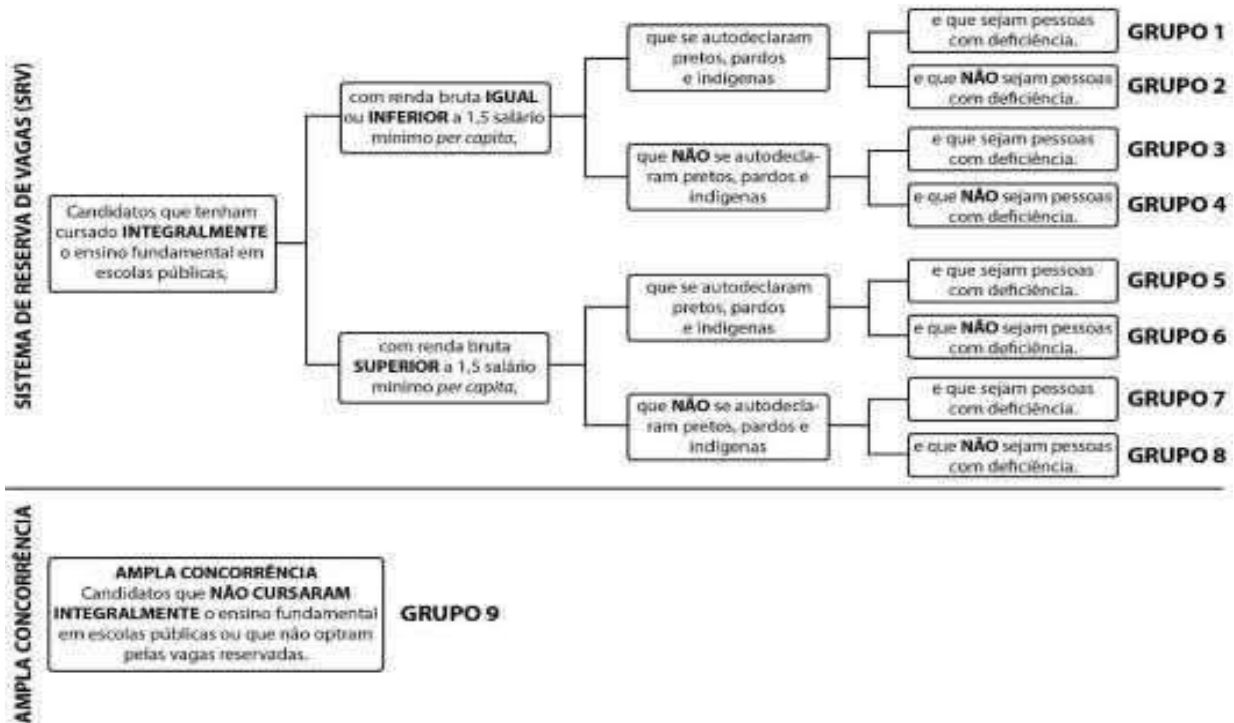 SISTEMA DE RESERVA DE VAGAS (SRV)
Candidatos que tenham
cursado INTEGRALMENTE
o ensino fundamental em
escolas públicas,
com renda bruta IGUAL
ou INFERIOR a 1,5 salário
mínimo per capita,
que se autodeclaram
pretos, pardos
e indígenas
e que sejam pessoas
com deficiência.
GRUPO 1
e que NÃO sejam pessoas
com deficiência.
GRUPO 2
que NÃO se autodecla-
ram pretos, pardos e
indígenas
e que sejam pessoas
com deficiência.
GRUPO 3
e que NÃO sejam pessoas
com deficiência.
GRUPO 4
com renda bruta
SUPERIOR a 1,5 salário
mínimo per capita,
que se autodeclaram
pretos, pardos
e indígenas
e que sejam pessoas
com deficiência.
GRUPO 5
e que NÃO sejam pessoas
com deficiência.
GRUPO 6
que NÃO se autodecla-
ram pretos, pardos e
indígenas
e que sejam pessoas
com deficiência.
GRUPO 7
e que NÃO sejam pessoas
com deficiência.
GRUPO 8
AMPLA CONCORRÊNCIA
AMPLA CONCORRÊNCIA
Candidatos que NÃO CURSARAM
INTEGRALMENTE o ensino fundamental
em escolas públicas ou que não optram
pelas vagas reservadas.
GRUPO 9